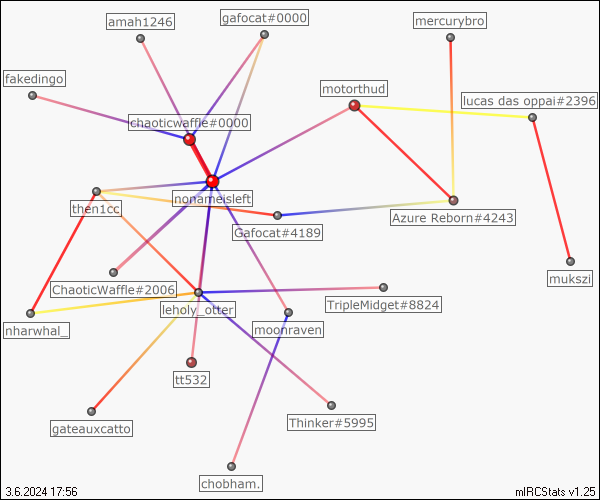 amah1246
gafocat#0000
mercurybro
fakedingo
motorthud
lucas das oppai#2396
chaoticwaffle#0000
nonameisleft
then1cc
Gafocat#4189
Azure Reborn#4243
mukszi
ChaoticWaffle#2006
leholy_otter
TripleMidget#8824
nharwhal_
moonraven
tt532
gateauxcatto
Thinker#5995
chobham.
3.6.2024 17:56
mIRCStats v1.25